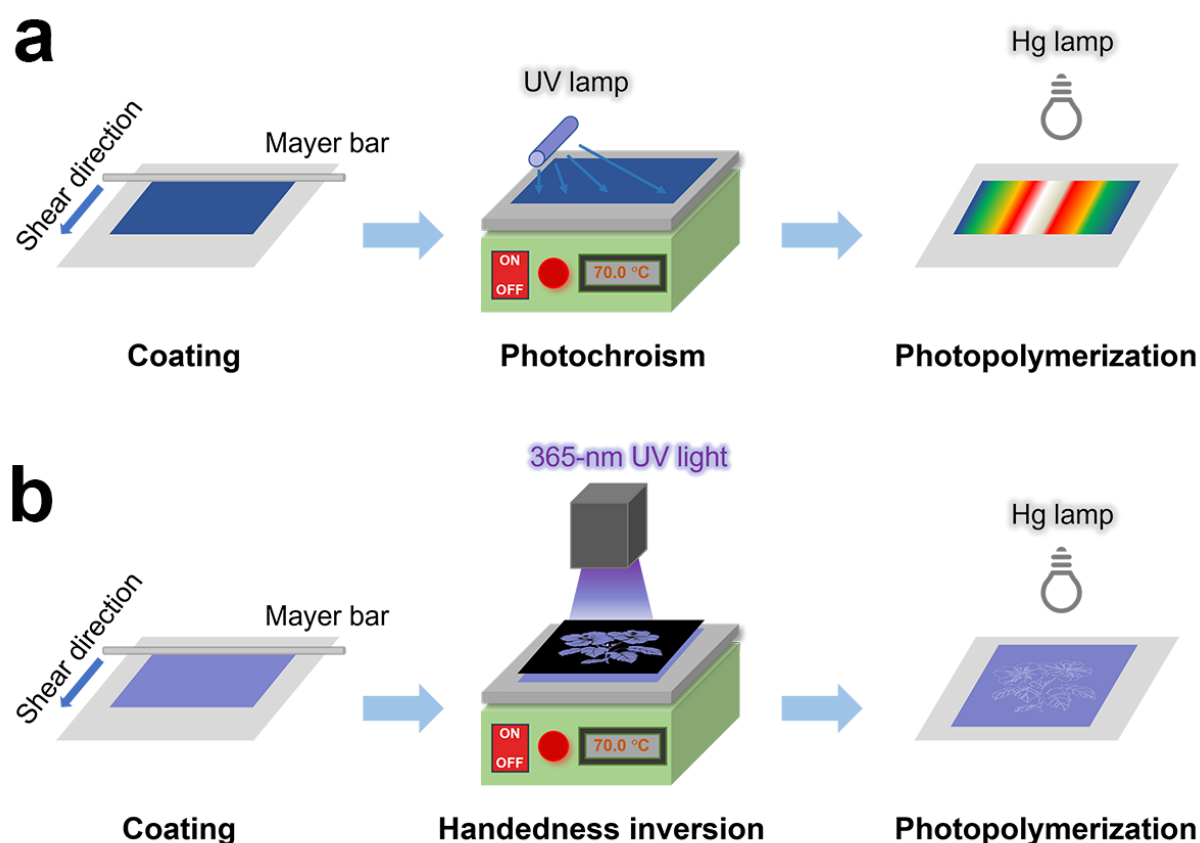 a
UV lamp
Hg lamp
Shear direction
Mayer bar
ON
OFF
70.0 °C
Coating
Photochroism
Photopolymerization
b
365-nm UV light
Hg lamp
Shear direction
Mayer bar
ON
OFF
70.0 °C
Coating
Handedness inversion
Photopolymerization